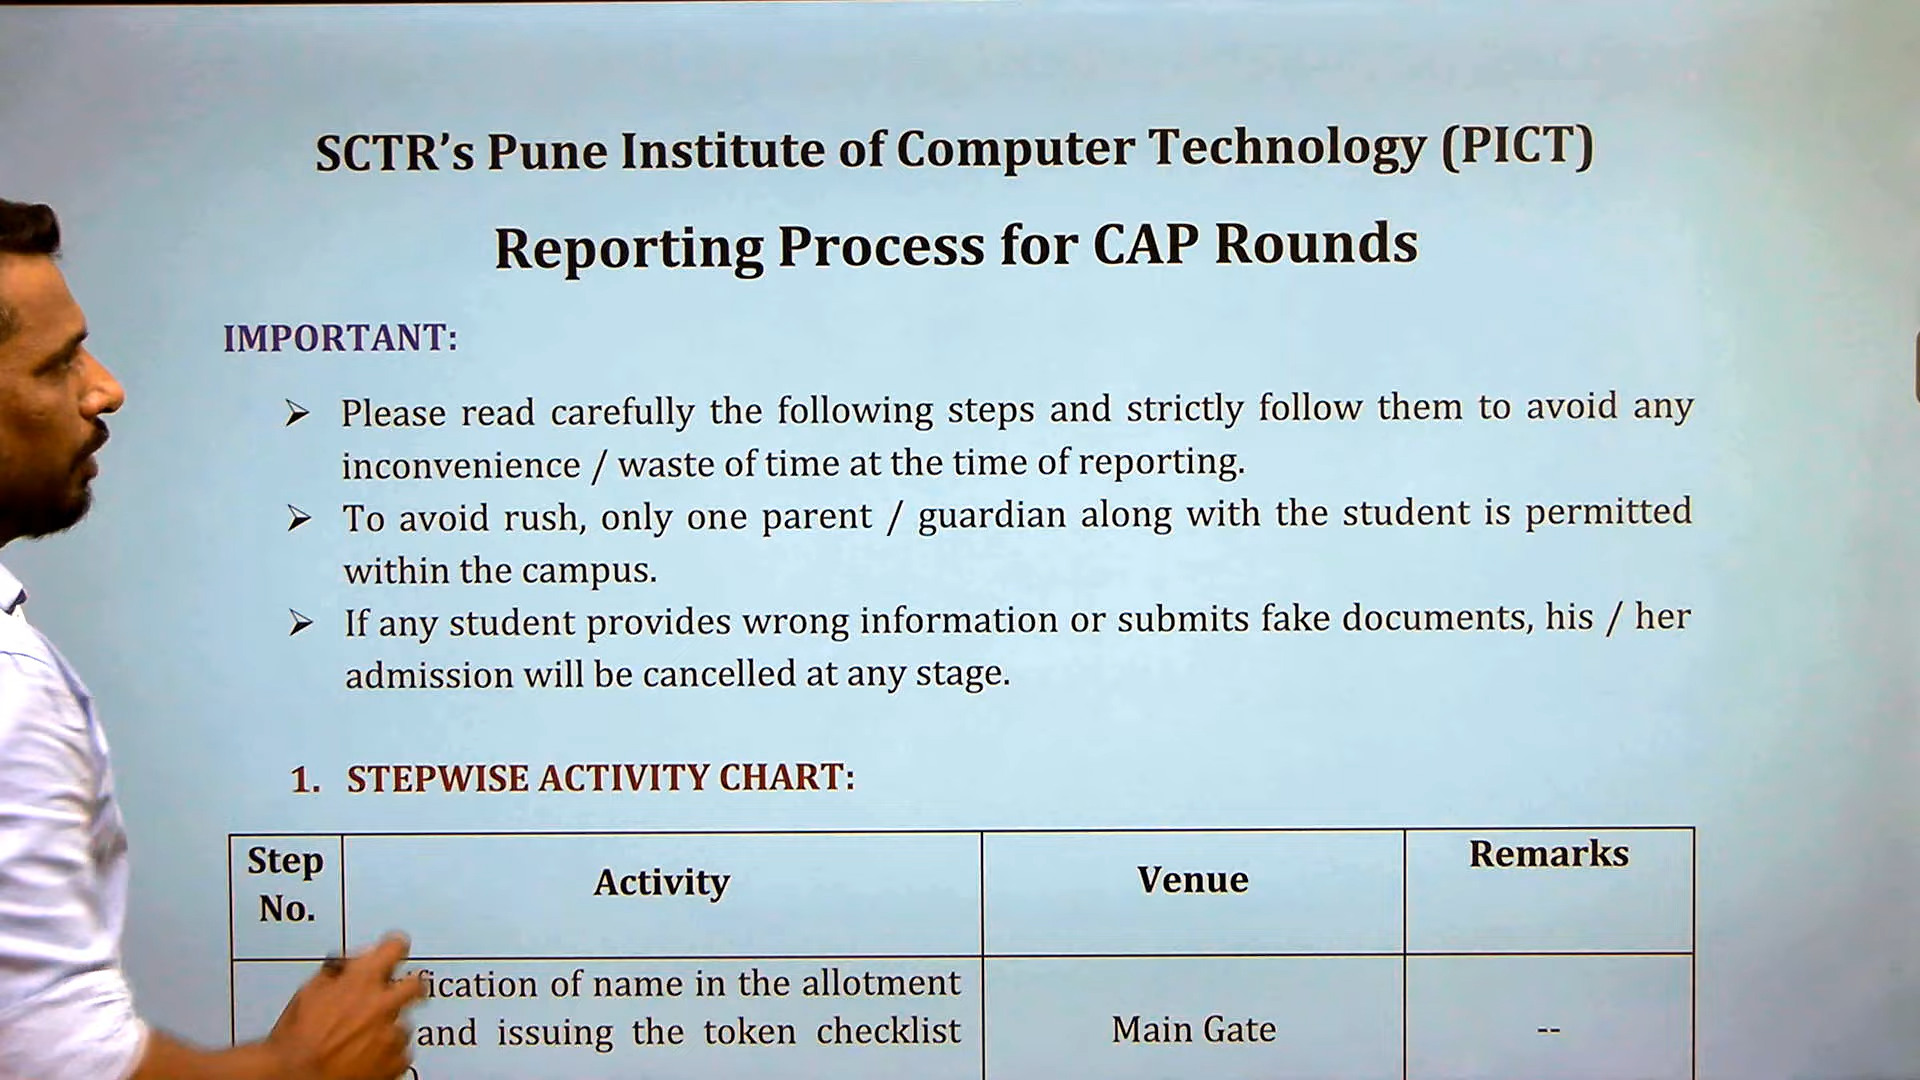 SCTR's Pune Institute of Computer Technology (PICT)
Reporting Process for CAP Rounds
IMPORTANT:
➢ Please read carefully the following steps and strictly follow them to avoid any
inconvenience / waste of time at the time of reporting.
➢ To avoid rush, only one parent / guardian along with the student is permitted
within the campus.
➢ If any student provides wrong information or submits fake documents, his / her
admission will be cancelled at any stage.
1. STEPWISE ACTIVITY CHART:
Step No.
Activity
Venue
Remarks
of name in the allotment
and issuing the token checklist
Main Gate
--